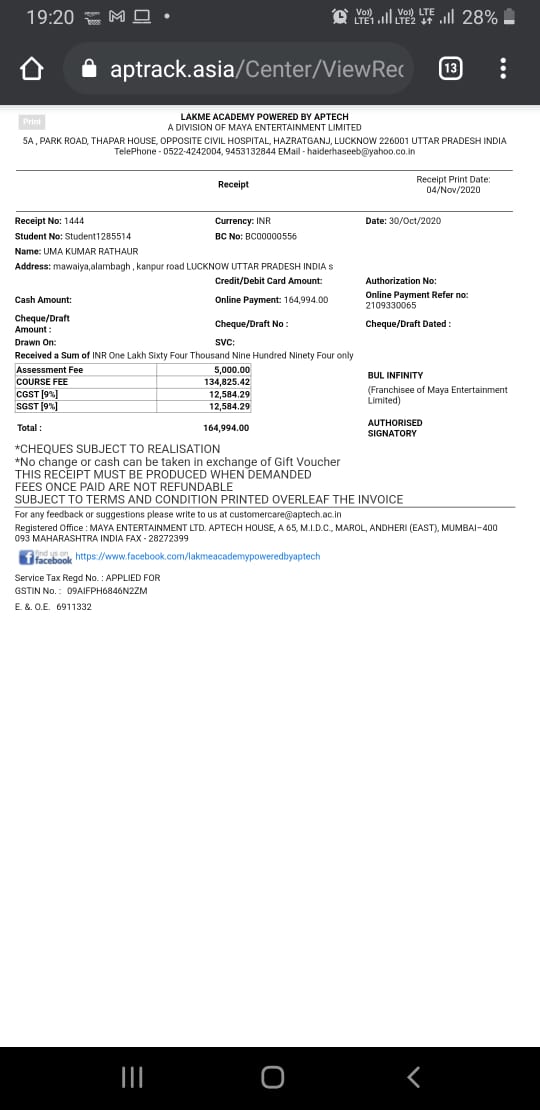 19:20
Vo)) LTE1 Vo)) LTE2 LTE 28%
aptrack.asia/Center/ViewRec
13
Print
LAKME ACADEMY POWERED BY APTECH
A DIVISION OF MAYA ENTERTAINMENT LIMITED
5A , PARK ROAD, THAPAR HOUSE, OPPOSITE CIVIL HOSPITAL, HAZRATGANJ, LUCKNOW 226001 UTTAR PRADESH INDIA
TelePhone - 0522-4242004, 9453132844 EMail - haiderhaseeb@yahoo.co.in
Receipt
Receipt Print Date:
04/Nov/2020
Receipt No: 1444 Currency: INR Date: 30/Oct/2020
Student No: Student1285514 BC No: BC00000556
Name: UMA KUMAR RATHAUR
Address: mawaiya,alambagh , kanpur road LUCKNOW UTTAR PRADESH INDIA s
Credit/Debit Card Amount: Authorization No:
Cash Amount: Online Payment: 164,994.00 Online Payment Refer no:
2109330065
Cheque/Draft
Amount : Cheque/Draft No : Cheque/Draft Dated :
Drawn On: SVC:
Received a Sum of INR One Lakh Sixty Four Thousand Nine Hundred Ninety Four only
Assessment Fee 5,000.00
COURSE FEE 134,825.42
CGST [9%] 12,584.29
SGST [9%] 12,584.29
BUL INFINITY
(Franchisee of Maya Entertainment
Limited)
Total : 164,994.00
AUTHORISED
SIGNATORY
*CHEQUES SUBJECT TO REALISATION
*No change or cash can be taken in exchange of Gift Voucher
THIS RECEIPT MUST BE PRODUCED WHEN DEMANDED
FEES ONCE PAID ARE NOT REFUNDABLE
SUBJECT TO TERMS AND CONDITION PRINTED OVERLEAF THE INVOICE
For any feedback or suggestions please write to us at customercare@aptech.ac.in
Registered Office : MAYA ENTERTAINMENT LTD. APTECH HOUSE, A 65, M.I.D.C., MAROL, ANDHERI (EAST), MUMBAI-400
093 MAHARASHTRA INDIA FAX - 28272399
find us on
facebook https://www.facebook.com/lakmeacademypoweredbyaptech
Service Tax Regd No. : APPLIED FOR
GSTIN No. : 09AIFPH6846N2ZM
E. &. O.E. 6911332